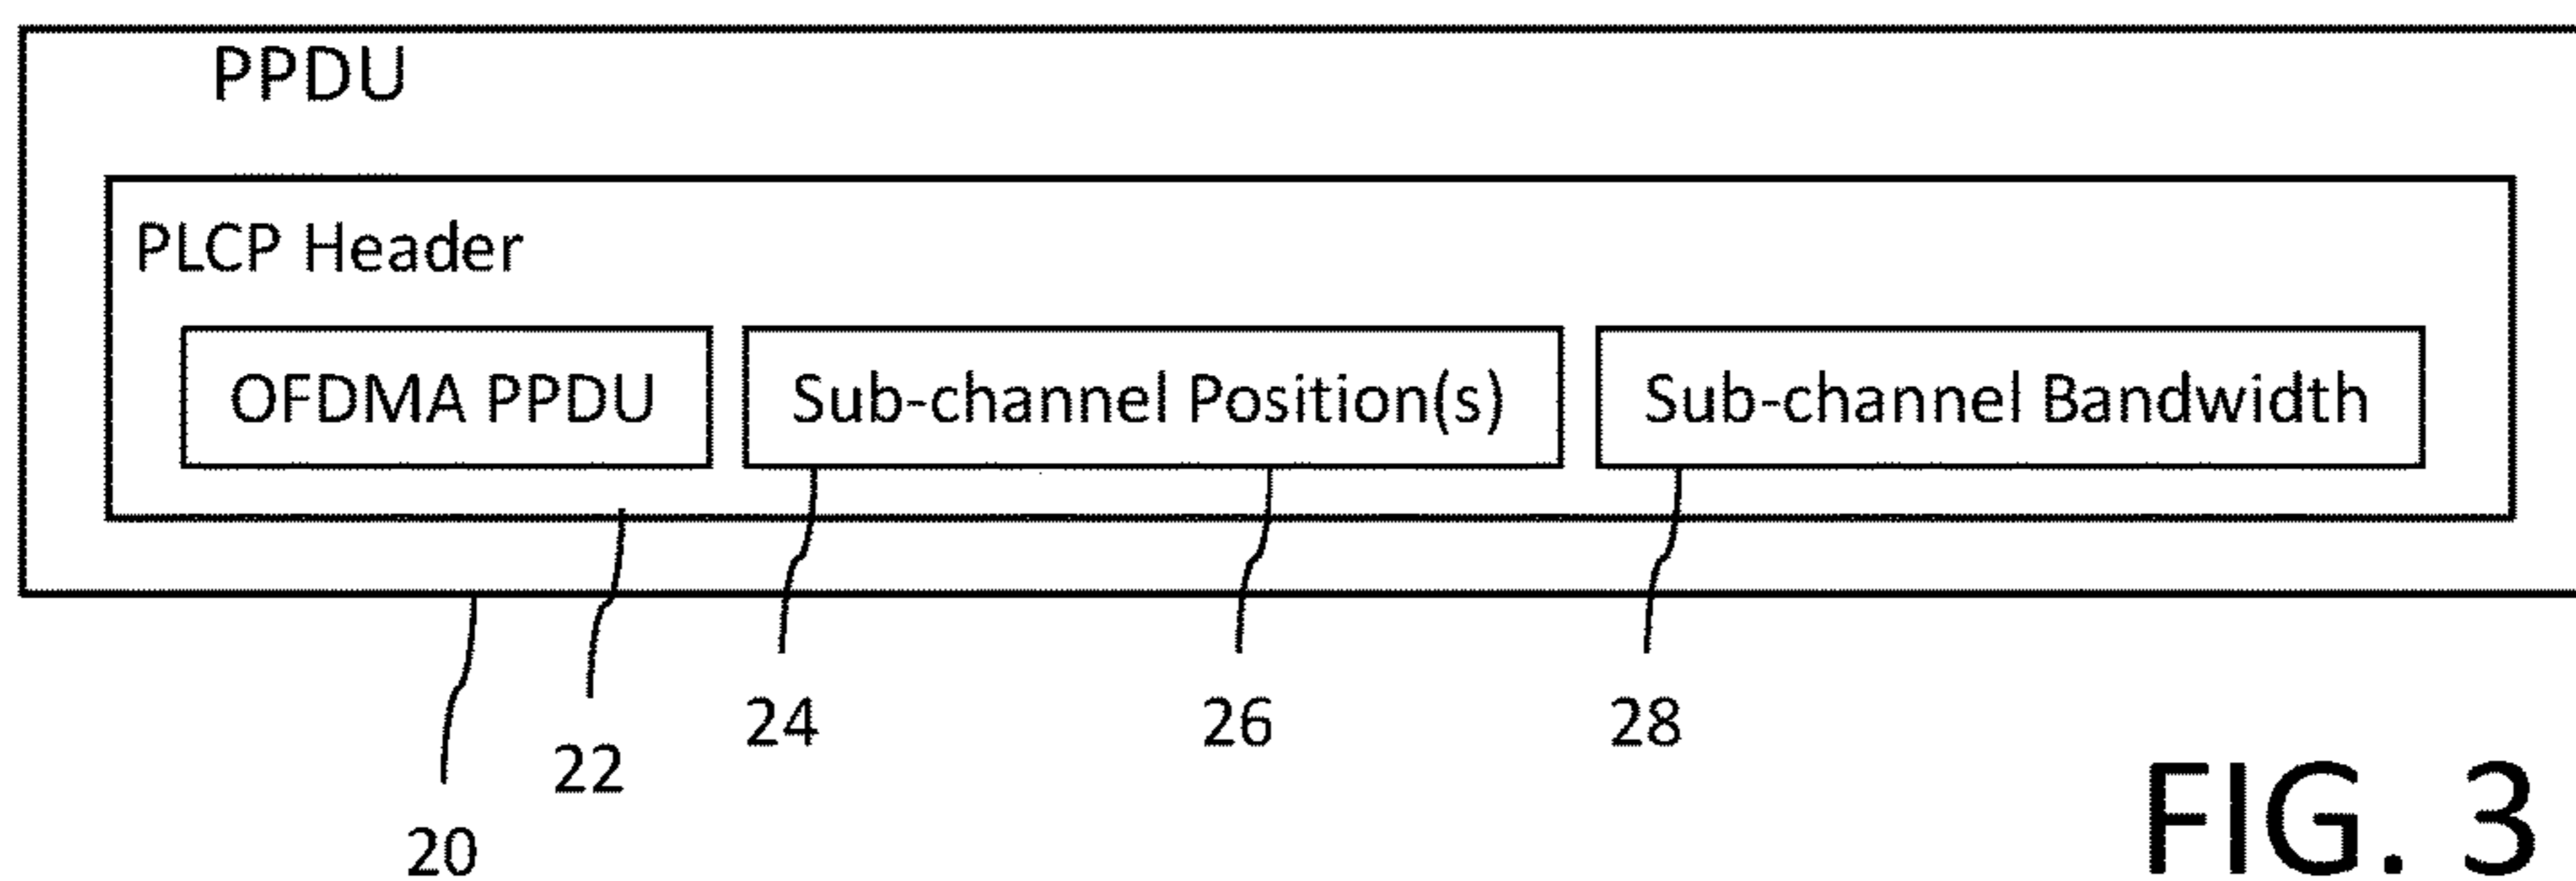 PPDU
PLCP Header
OFDMA PPDU Sub-channel Position(s) Sub-channel Bandwidth
24 26 28
22
20
FIG. 3